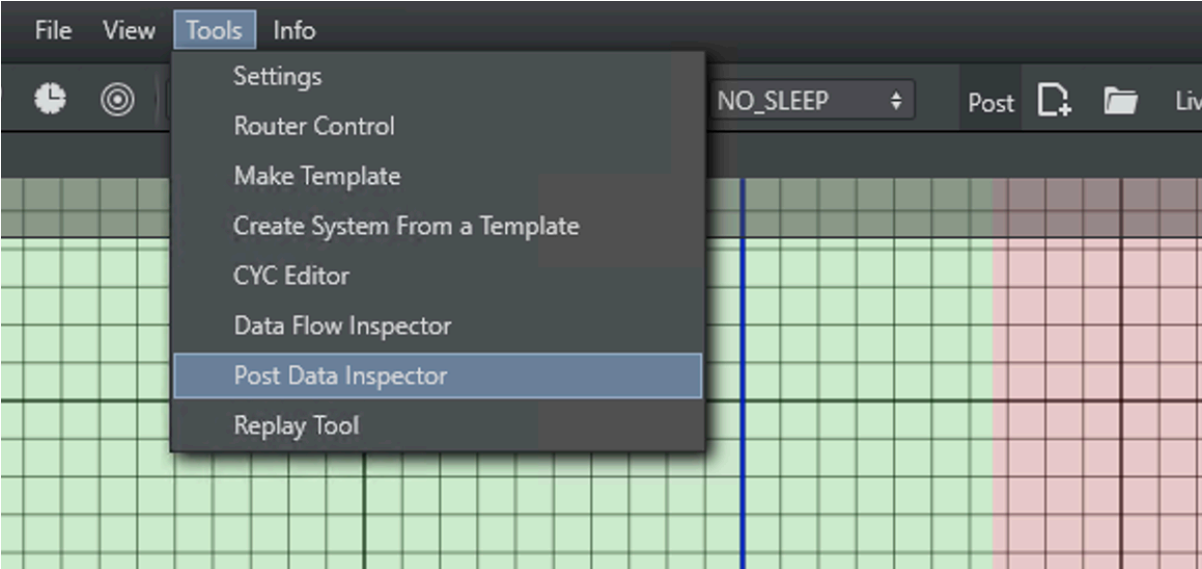 File View Tools Info
Settings
NO_SLEEP Post
Router Control
Make Template
Create System From a Template
CYC Editor
Data Flow Inspector
Post Data Inspector
Replay Tool